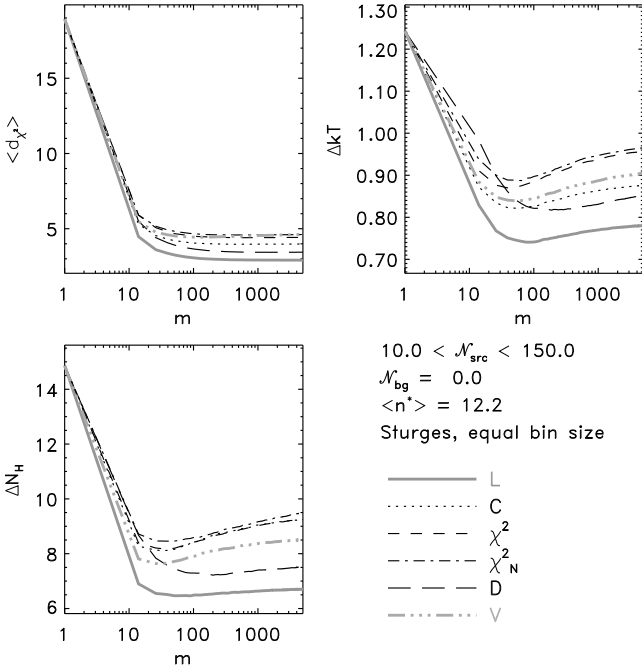 <d_χ²>
15
10
5
1 10 100 1000
m
ΔkT
1.30
1.20
1.10
1.00
0.90
0.80
0.70
1 10 100 1000
m
ΔN_H
14
12
10
8
6
1 10 100 1000
m
10.0 < 𝒩_src < 150.0
𝒩_bg = 0.0
<n*> = 12.2
Sturges, equal bin size
L
C
χ²
χ²_N
D
V